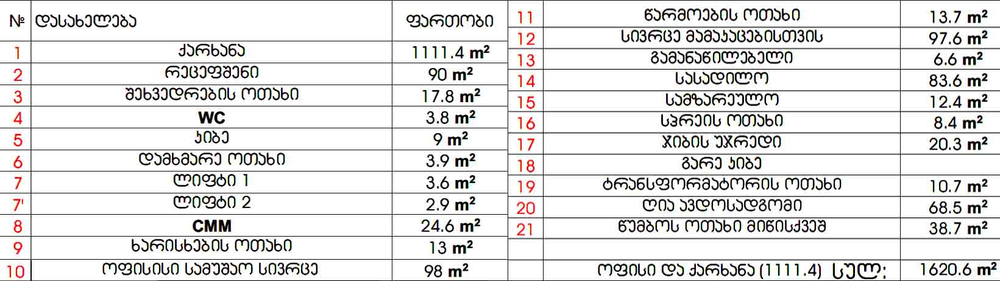 № დასახელება ფართობი
1 ქარხანა 1111.4 m²
2 რეცეფშენი 90 m²
3 შეხვედრების ოთახი 17.8 m²
4 WC 3.8 m²
5 კიბე 9 m²
6 დამხმარე ოთახი 3.9 m²
7 ლიფტი 1 3.6 m²
7' ლიფტი 2 2.9 m²
8 CMM 24.6 m²
9 ხარისხების ოთახი 13 m²
10 ოფისისი სამუშაო სივრცე 98 m²
11 წარმოების ოთახი 13.7 m²
12 სივრცე მამაკაცებისთვის 97.6 m²
13 გამანაწილებელი 6.6 m²
14 სასადილო 83.6 m²
15 სამზარეულო 12.4 m²
16 სპრეის ოთახი 8.4 m²
17 კიბის უჯრედი 20.3 m²
18 გარე კიბე
19 ტრანსფორმატორის ოთახი 10.7 m²
20 ღია ავდოსადგომი 68.5 m²
21 წუმბოს ოთახი მიწისქვეშ 38.7 m²
ოფისი და ქარხანა (1111.4) სულ: 1620.6 m²